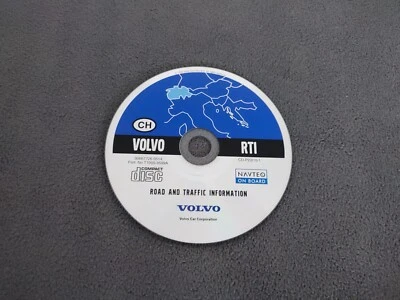 CH
VOLVO RTI
COMPACT
disc
NAVTEQ
ON BOARD
ROAD AND TRAFFIC INFORMATION
VOLVO
Volvo Car Corporation